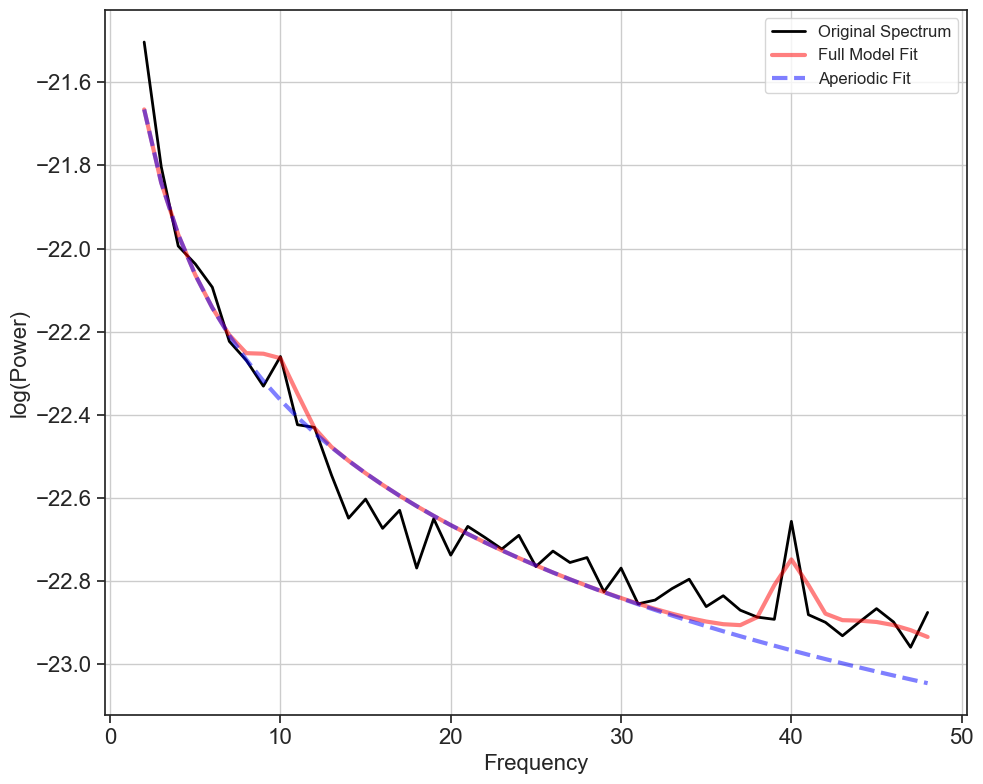 Original Spectrum
Full Model Fit
Aperiodic Fit
log(Power)
−21.6
−21.8
−22.0
−22.2
−22.4
−22.6
−22.8
−23.0
0 10 20 30 40 50
Frequency